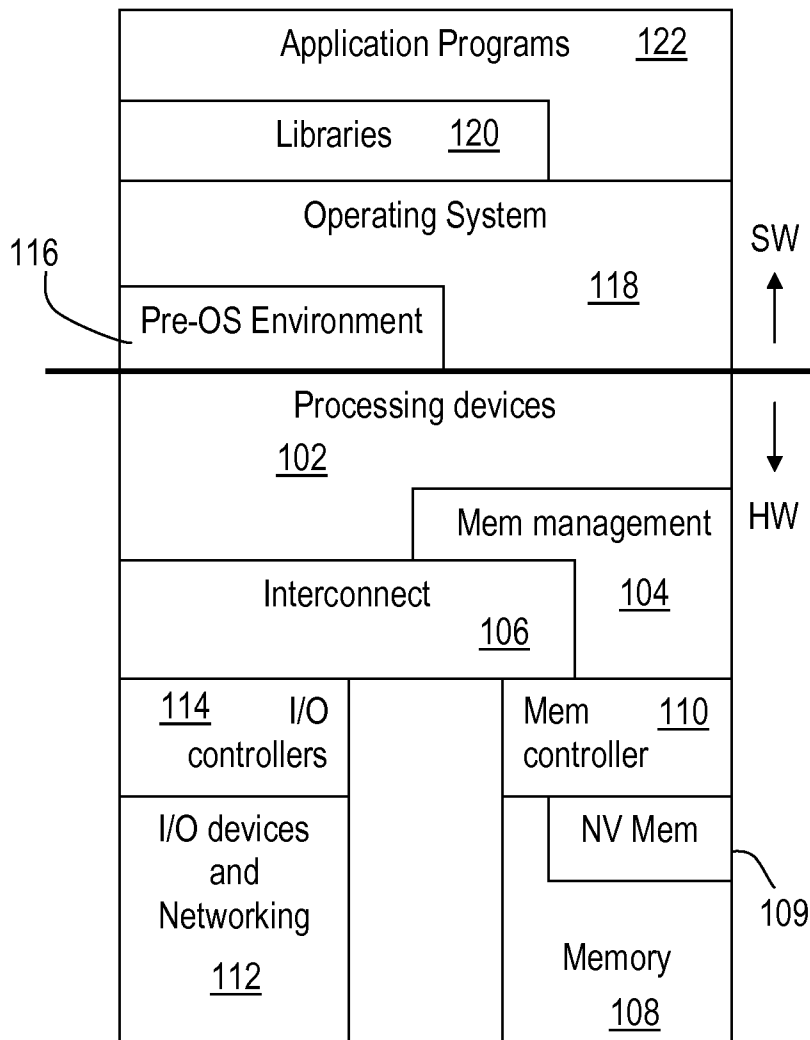 Application Programs 122
Libraries 120
Operating System
116
SW
118
Pre-OS Environment
Processing devices
102
HW
Mem management
104
Interconnect
106
114 I/O
controllers
Mem 110
controller
I/O devices
and
Networking
112
NV Mem
109
Memory
108